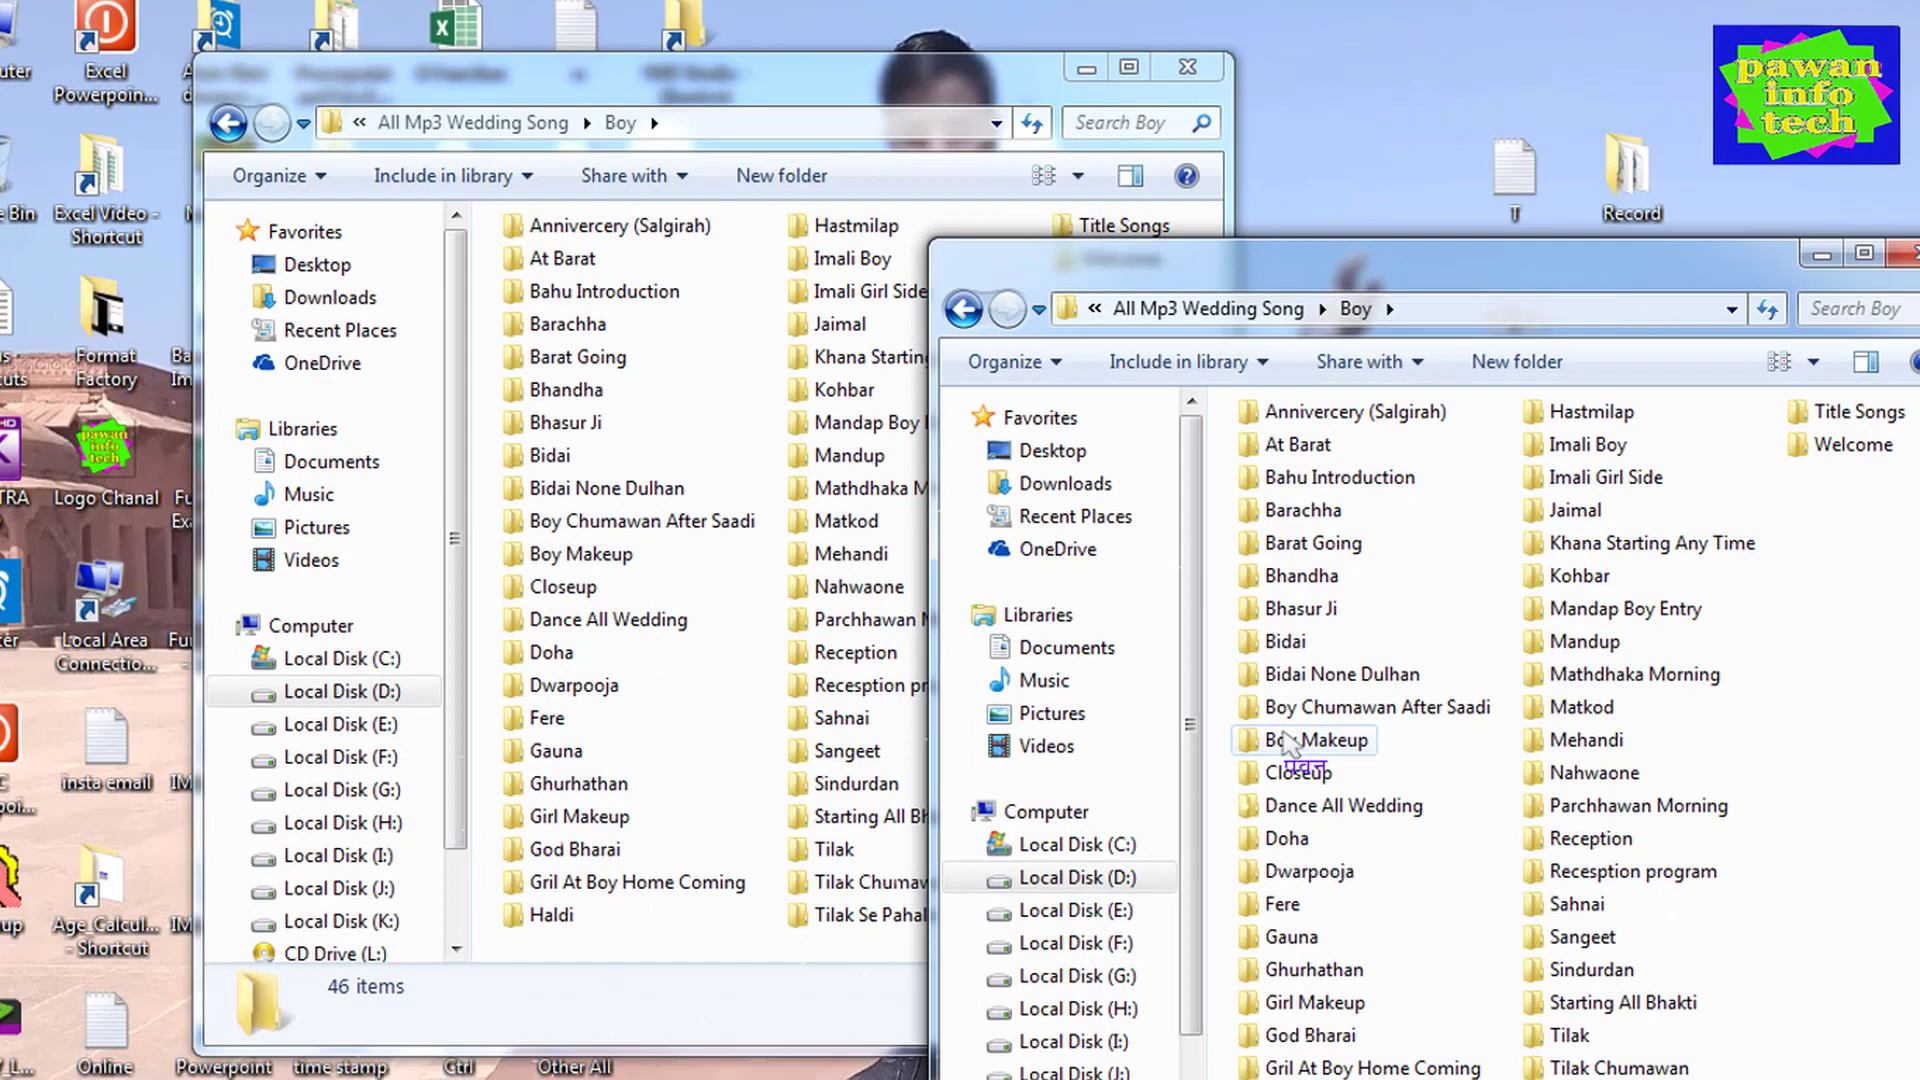 uter
Excel
Powerpoin...
e Bin
Excel Video -
Shortcut
Format
Factory
Logo Chanal
Local Area
Connectio...
insta email
Age_Calcul...
- Shortcut
Online
Powerpoint
time stamp
Ctrl
Other All
pawan
info
tech
T
Record
« All Mp3 Wedding Song ▸ Boy ▸
Search Boy
Organize
Include in library
Share with
New folder
Favorites
Desktop
Downloads
Recent Places
OneDrive
Libraries
Documents
Music
Pictures
Videos
Computer
Local Disk (C:)
Local Disk (D:)
Local Disk (E:)
Local Disk (F:)
Local Disk (G:)
Local Disk (H:)
Local Disk (I:)
Local Disk (J:)
Local Disk (K:)
CD Drive (L:)
Annivercery (Salgirah)
At Barat
Bahu Introduction
Barachha
Barat Going
Bhandha
Bhasur Ji
Bidai
Bidai None Dulhan
Boy Chumawan After Saadi
Boy Makeup
Closeup
Dance All Wedding
Doha
Dwarpooja
Fere
Gauna
Ghurhathan
Girl Makeup
God Bharai
Gril At Boy Home Coming
Haldi
Hastmilap
Imali Boy
Imali Girl Side
Jaimal
Khana Starting
Kohbar
Mandap Boy
Mandup
Mathdhaka M
Matkod
Mehandi
Nahwaone
Parchhawan
Reception
Recesption pr
Sahnai
Sangeet
Sindurdan
Starting All Bh
Tilak
Tilak Chumaw
Tilak Se Pahal
Title Songs
Welcome
46 items
« All Mp3 Wedding Song ▸ Boy ▸
Search Boy
Organize
Include in library
Share with
New folder
Favorites
Desktop
Downloads
Recent Places
OneDrive
Libraries
Documents
Music
Pictures
Videos
Computer
Local Disk (C:)
Local Disk (D:)
Local Disk (E:)
Local Disk (F:)
Local Disk (G:)
Local Disk (H:)
Local Disk (I:)
Local Disk (J:)
Annivercery (Salgirah)
At Barat
Bahu Introduction
Barachha
Barat Going
Bhandha
Bhasur Ji
Bidai
Bidai None Dulhan
Boy Chumawan After Saadi
Boy Makeup
पवन
Closeup
Dance All Wedding
Doha
Dwarpooja
Fere
Gauna
Ghurhathan
Girl Makeup
God Bharai
Gril At Boy Home Coming
Hastmilap
Imali Boy
Imali Girl Side
Jaimal
Khana Starting Any Time
Kohbar
Mandap Boy Entry
Mandup
Mathdhaka Morning
Matkod
Mehandi
Nahwaone
Parchhawan Morning
Reception
Recesption program
Sahnai
Sangeet
Sindurdan
Starting All Bhakti
Tilak
Tilak Chumawan
Title Songs
Welcome